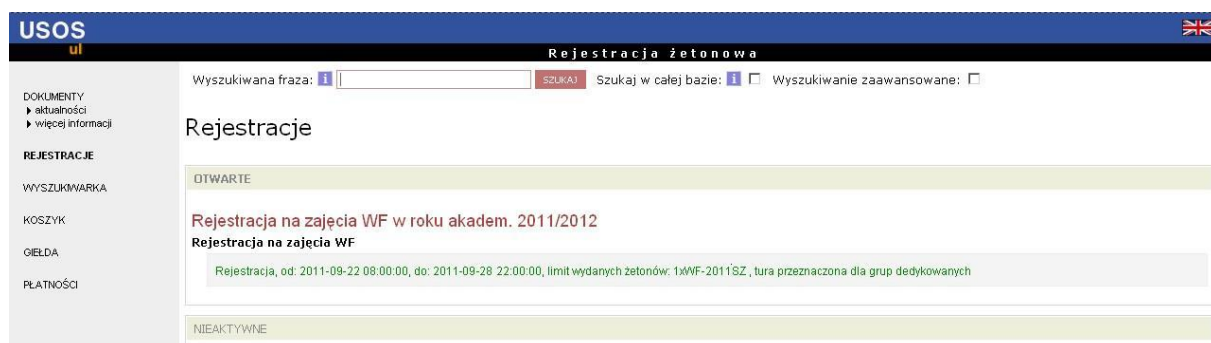 USOS
ul
Rejestracja żetonowa
Wyszukiwana fraza: i SZUKAJ Szukaj w całej bazie: i Wyszukiwanie zaawansowane:
DOKUMENTY
aktualności
więcej informacji
REJESTRACJE
WYSZUKIWARKA
KOSZYK
GIEŁDA
PŁATNOŚCI
Rejestracje
OTWARTE
Rejestracja na zajęcia WF w roku akadem. 2011/2012
Rejestracja na zajęcia WF
Rejestracja, od: 2011-09-22 08:00:00, do: 2011-09-28 22:00:00, limit wydanych żetonów: 1xWF-2011SZ , tura przeznaczona dla grup dedykowanych
NIEAKTYWNE